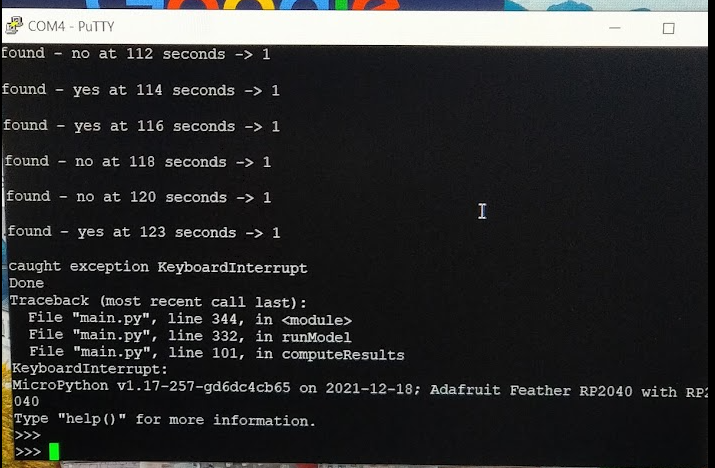 Google
COM4 - PuTTY
found - no at 112 seconds -> 1
found - yes at 114 seconds -> 1
found - yes at 116 seconds -> 1
found - no at 118 seconds -> 1
found - no at 120 seconds -> 1
found - yes at 123 seconds -> 1
caught exception KeyboardInterrupt
Done
Traceback (most recent call last):
File "main.py", line 344, in <module>
File "main.py", line 332, in runModel
File "main.py", line 101, in computeResults
KeyboardInterrupt:
MicroPython v1.17-257-gd6dc4cb65 on 2021-12-18; Adafruit Feather RP2040 with RP2
040
Type "help()" for more information.
>>>
>>>